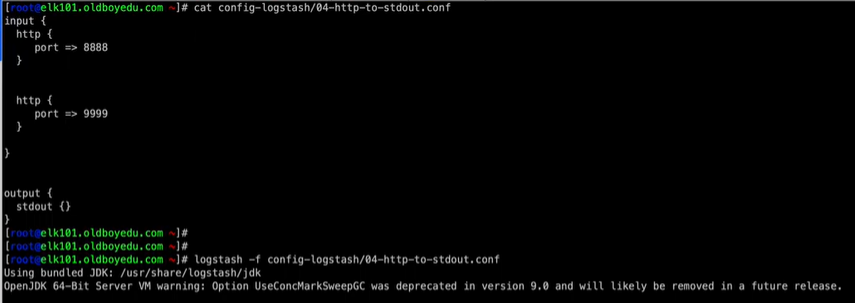 [root@elk101.oldboyedu.com ~]# cat config-logstash/04-http-to-stdout.conf
input {
  http {
     port => 8888
  }
  http {
     port => 9999
  }
}
output {
  stdout {}
}
[root@elk101.oldboyedu.com ~]#
[root@elk101.oldboyedu.com ~]#
[root@elk101.oldboyedu.com ~]# logstash -f config-logstash/04-http-to-stdout.conf
Using bundled JDK: /usr/share/logstash/jdk
OpenJDK 64-Bit Server VM warning: Option UseConcMarkSweepGC was deprecated in version 9.0 and will likely be removed in a future release.